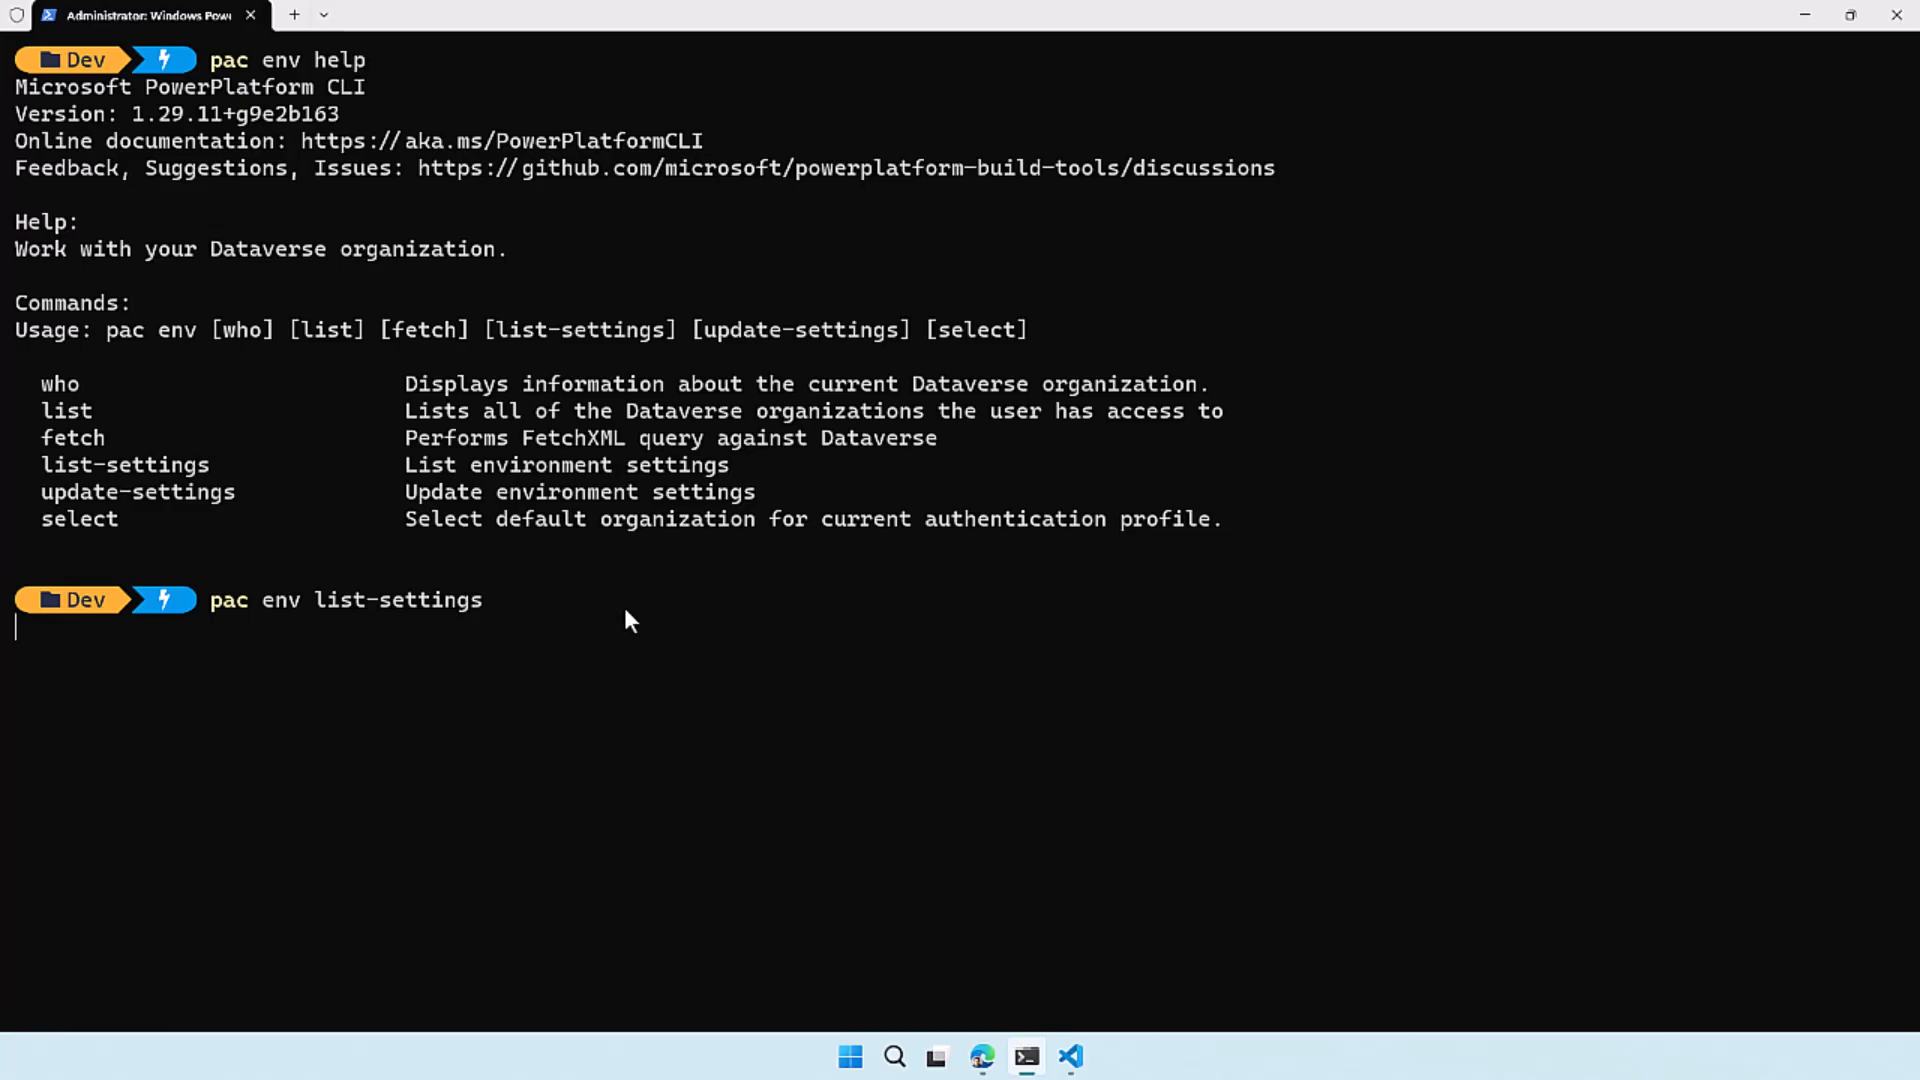 Administrator: Windows Pow
Dev pac env help
Microsoft PowerPlatform CLI
Version: 1.29.11+g9e2b163
Online documentation: https://aka.ms/PowerPlatformCLI
Feedback, Suggestions, Issues: https://github.com/microsoft/powerplatform-build-tools/discussions
Help:
Work with your Dataverse organization.
Commands:
Usage: pac env [who] [list] [fetch] [list-settings] [update-settings] [select]
who Displays information about the current Dataverse organization.
list Lists all of the Dataverse organizations the user has access to
fetch Performs FetchXML query against Dataverse
list-settings List environment settings
update-settings Update environment settings
select Select default organization for current authentication profile.
Dev pac env list-settings